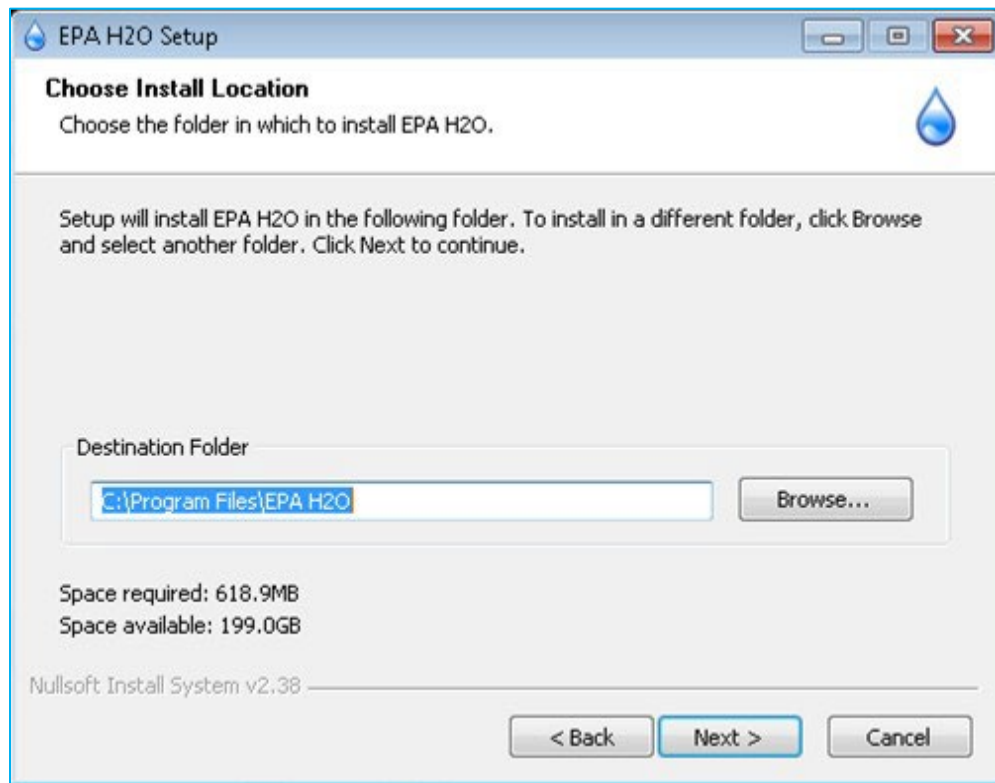 EPA H2O Setup
Choose Install Location
Choose the folder in which to install EPA H2O.
Setup will install EPA H2O in the following folder. To install in a different folder, click Browse
and select another folder. Click Next to continue.
Destination Folder
C:\Program Files\EPA H2O
Browse...
Space required: 618.9MB
Space available: 199.0GB
Nullsoft Install System v2.38
< Back
Next >
Cancel